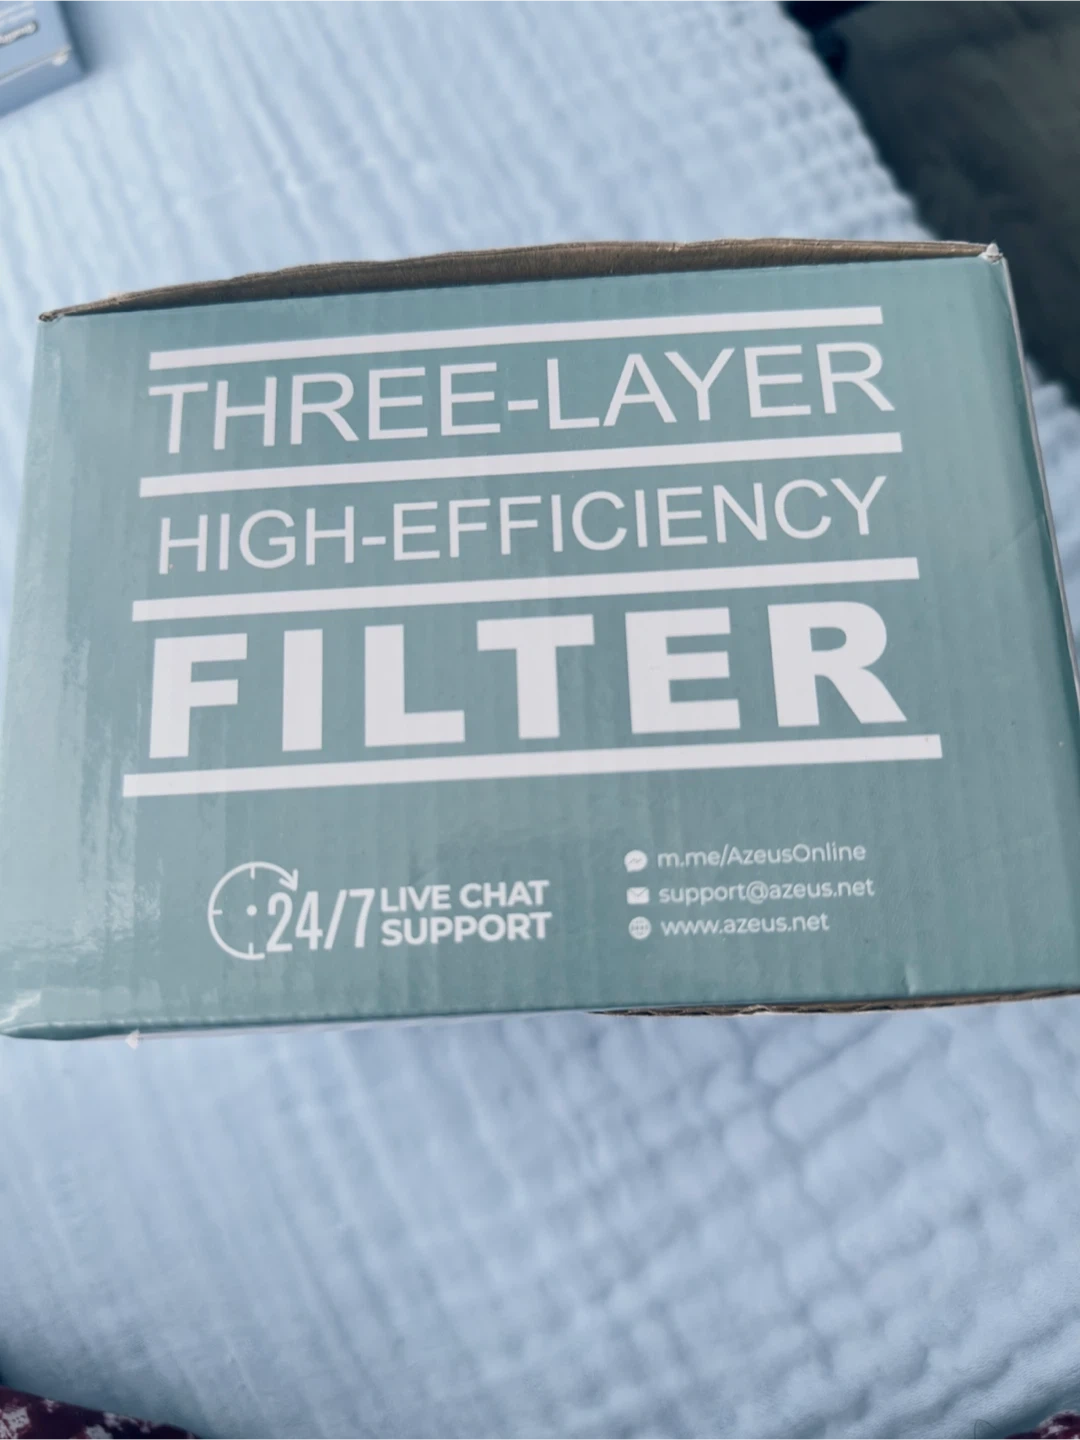 THREE-LAYER
HIGH-EFFICIENCY
FILTER
24/7 LIVE CHAT
SUPPORT
m.me/AzeusOnline
support@azeus.net
www.azeus.net